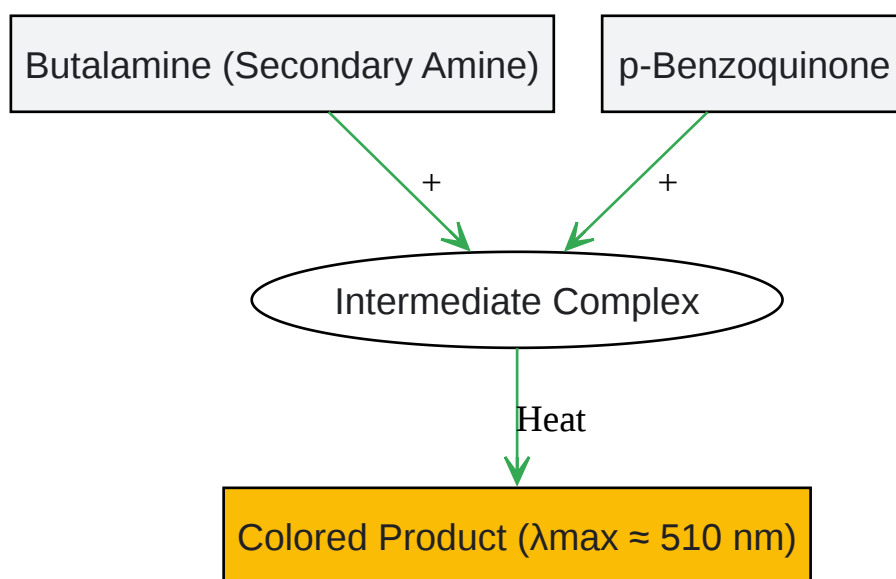 Butalamine (Secondary Amine)
p-Benzoquinone
+
+
Intermediate Complex
Heat
Colored Product (λmax ≈ 510 nm)